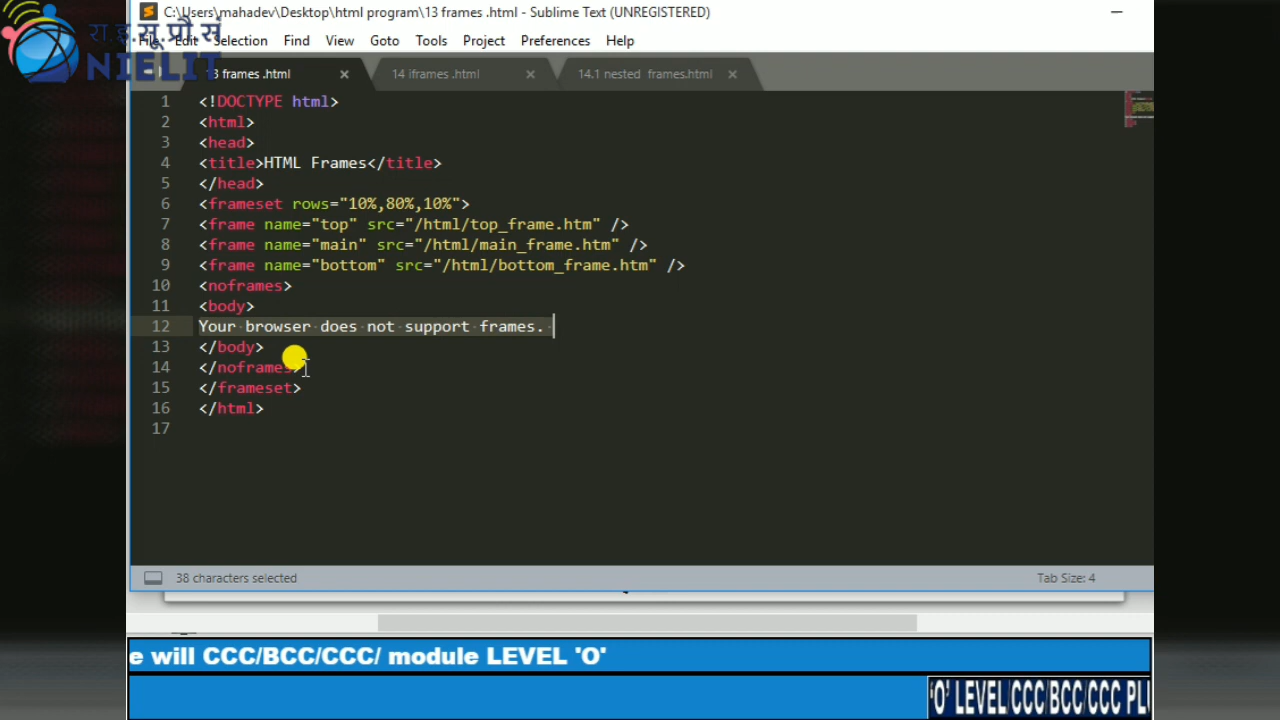 C:\Users\mahadev\Desktop\html program\13 frames .html - Sublime Text (UNREGISTERED)
रा.इ.सू.प्रौ.सं
NIELIT
File Edit Selection Find View Goto Tools Project Preferences Help
13 frames .html × 14 iframes .html × 14.1 nested frames.html ×
1 <!DOCTYPE html>
2 <html>
3 <head>
4 <title>HTML Frames</title>
5 </head>
6 <frameset rows="10%,80%,10%">
7 <frame name="top" src="/html/top_frame.htm" />
8 <frame name="main" src="/html/main_frame.htm" />
9 <frame name="bottom" src="/html/bottom_frame.htm" />
10 <noframes>
11 <body>
12 Your browser does not support frames.
13 </body>
14 </noframes>
15 </frameset>
16 </html>
17
38 characters selected Tab Size: 4
e will CCC/BCC/CCC/ module LEVEL 'O'
'O' LEVEL/CCC/BCC/CCC PL